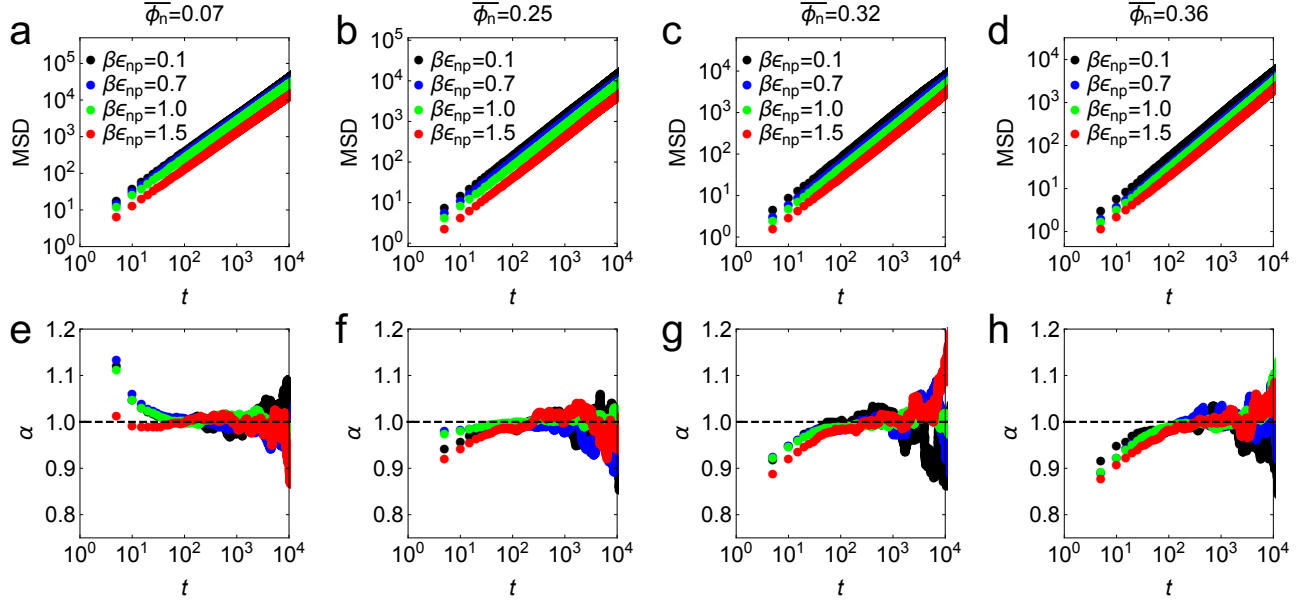 ϕn=0.07 ϕn=0.25 ϕn=0.32 ϕn=0.36
a b c d
βϵnp=0.1 βϵnp=0.1 βϵnp=0.1 βϵnp=0.1
βϵnp=0.7 βϵnp=0.7 βϵnp=0.7 βϵnp=0.7
βϵnp=1.0 βϵnp=1.0 βϵnp=1.0 βϵnp=1.0
βϵnp=1.5 βϵnp=1.5 βϵnp=1.5 βϵnp=1.5
MSD MSD MSD MSD
10^5 10^5
10^4 10^4 10^4 10^4
10^3 10^3 10^3 10^3
10^2 10^2 10^2 10^2
10^1 10^1 10^1 10^1
10^0 10^0 10^0 10^0
10^0 10^1 10^2 10^3 10^4 10^0 10^1 10^2 10^3 10^4 10^0 10^1 10^2 10^3 10^4 10^0 10^1 10^2 10^3 10^4
t t t t
e f g h
α α α α
1.2 1.2 1.2 1.2
1.1 1.1 1.1 1.1
1.0 1.0 1.0 1.0
0.9 0.9 0.9 0.9
0.8 0.8 0.8 0.8
10^0 10^1 10^2 10^3 10^4 10^0 10^1 10^2 10^3 10^4 10^0 10^1 10^2 10^3 10^4 10^0 10^1 10^2 10^3 10^4
t t t t